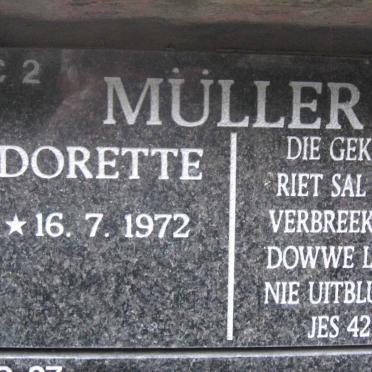 C 2
MÜLLER
DORETTE
★ 16. 7. 1972
DIE GEK
RIET SAL
VERBREEK
DOWWE L
NIE UITBLU
JES 42